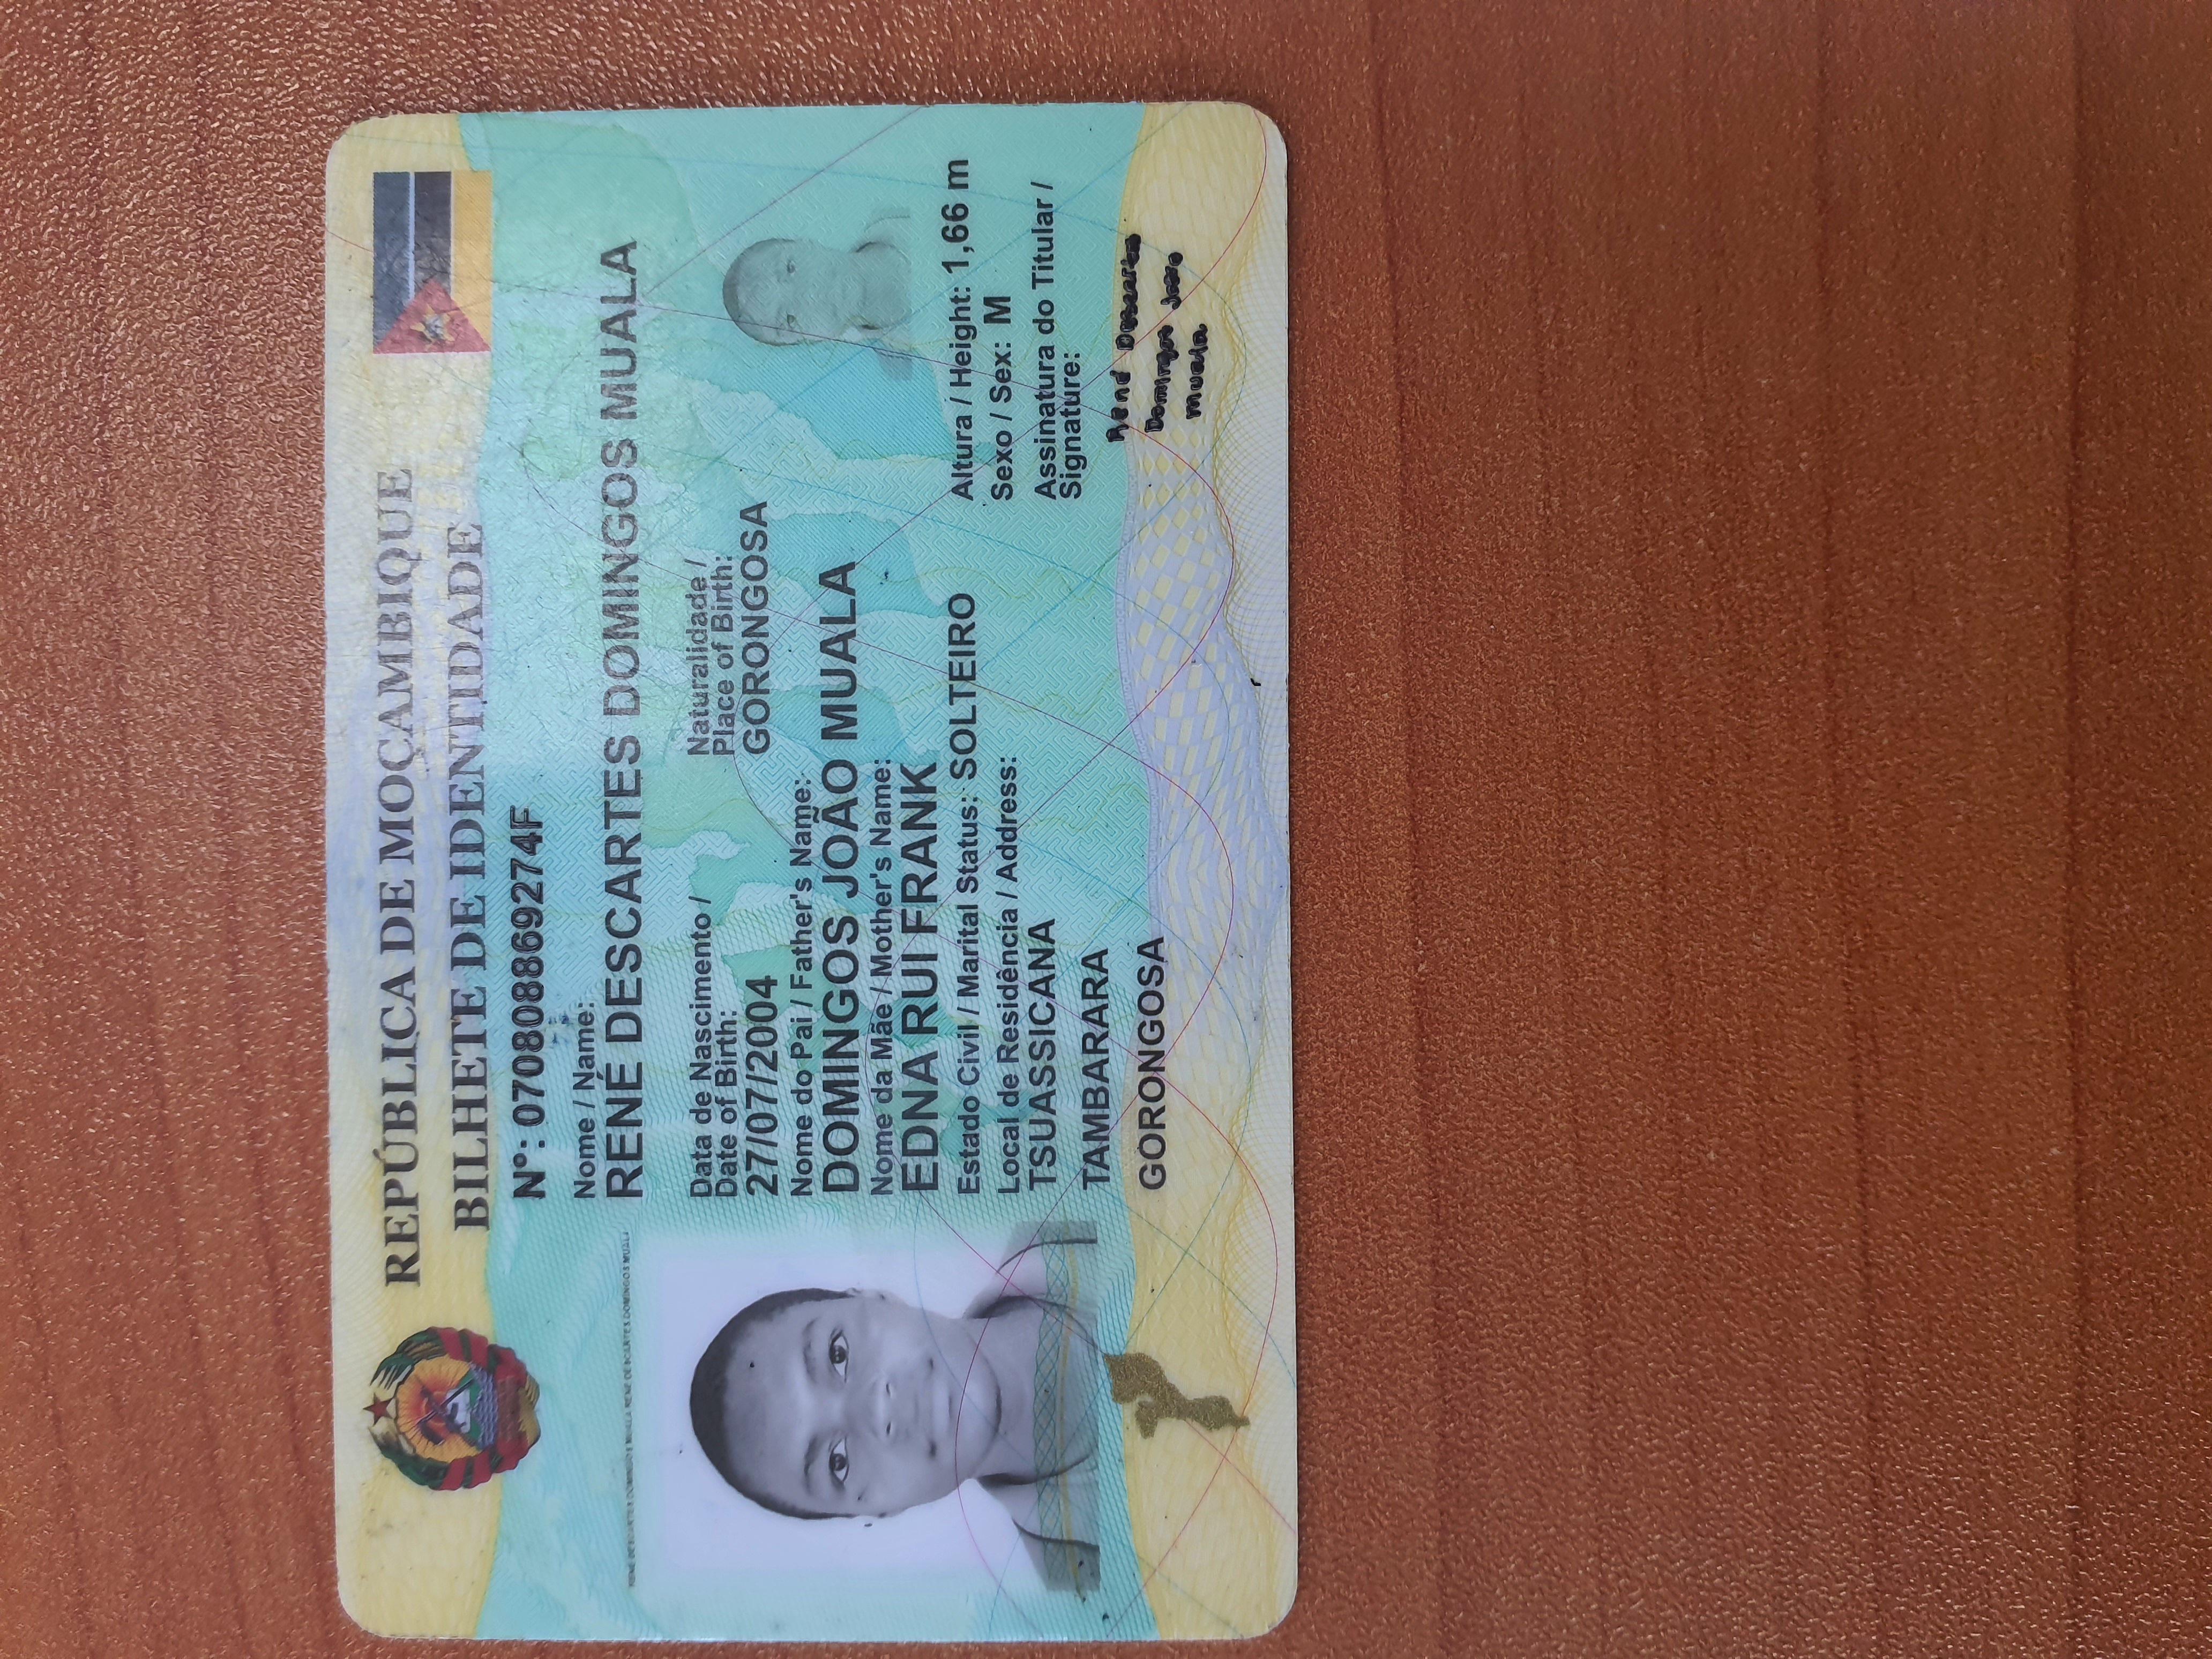 REPÚBLICA DE MOÇAMBIQUE
BILHETE DE IDENTIDADE
Nº: 070808869274F
Nome / Name:
RENÉ DESCARTES DOMINGOS MUALA
RENÉ DESCARTES DOMINGOS MUALA RENÉ DESCARTES DOMINGOS MUALA
Data de Nascimento /
Date of Birth:
27/07/2004
Naturalidade /
Place of Birth:
GORONGOSA
Nome do Pai / Father's Name:
DOMINGOS JOÃO MUALA
Nome da Mãe / Mother's Name:
EDNA RUI FRANK
Estado Civil / Marital Status: SOLTEIRO
Altura / Height: 1,66 m
Local de Residência / Address:
Sexo / Sex: M
TSUASSICANA
TAMBARARA
GORONGOSA
Assinatura do Titular /
Signature:
René Descartes
Domingos João
Muala